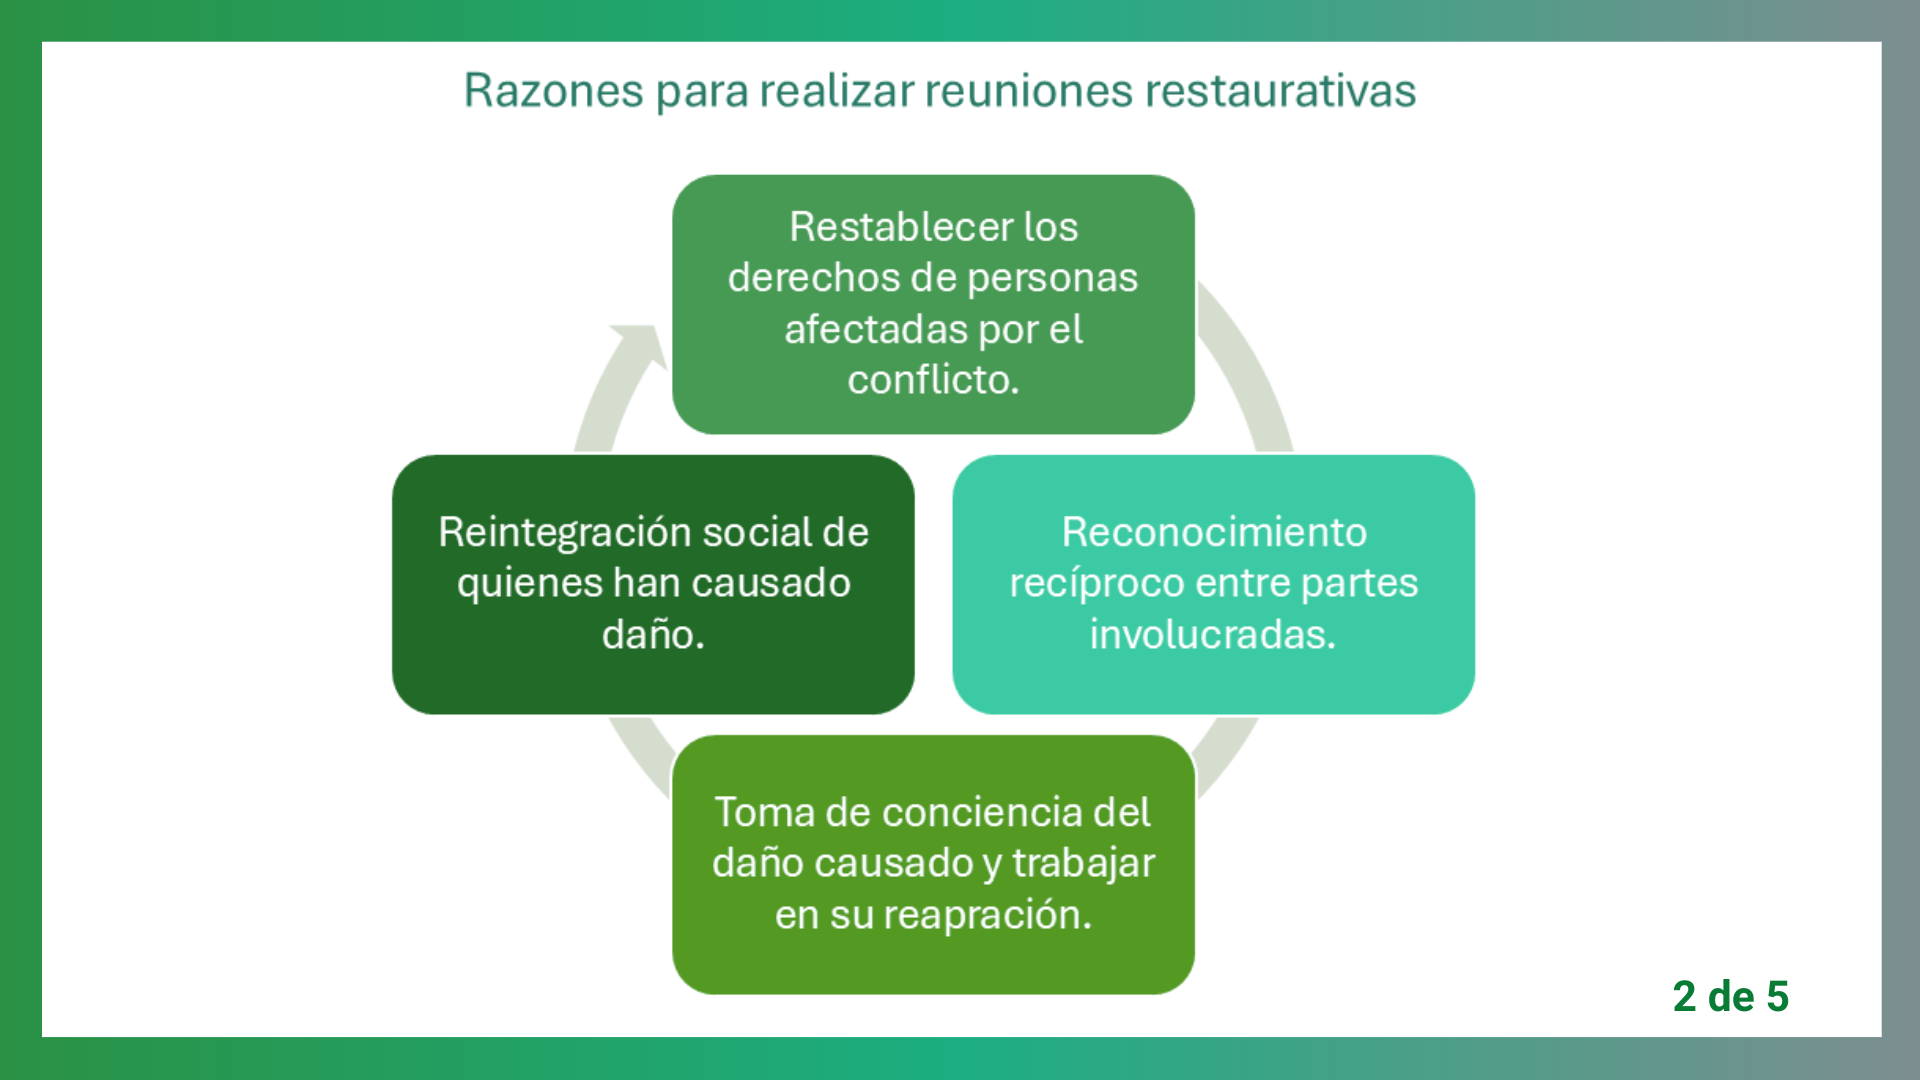 Razones para realizar reuniones restaurativas
Restablecer los
derechos de personas
afectadas por el
conflicto.
Reconocimiento
recíproco entre partes
involucradas.
Toma de conciencia del
daño causado y trabajar
en su reapración.
Reintegración social de
quienes han causado
daño.
2 de 5